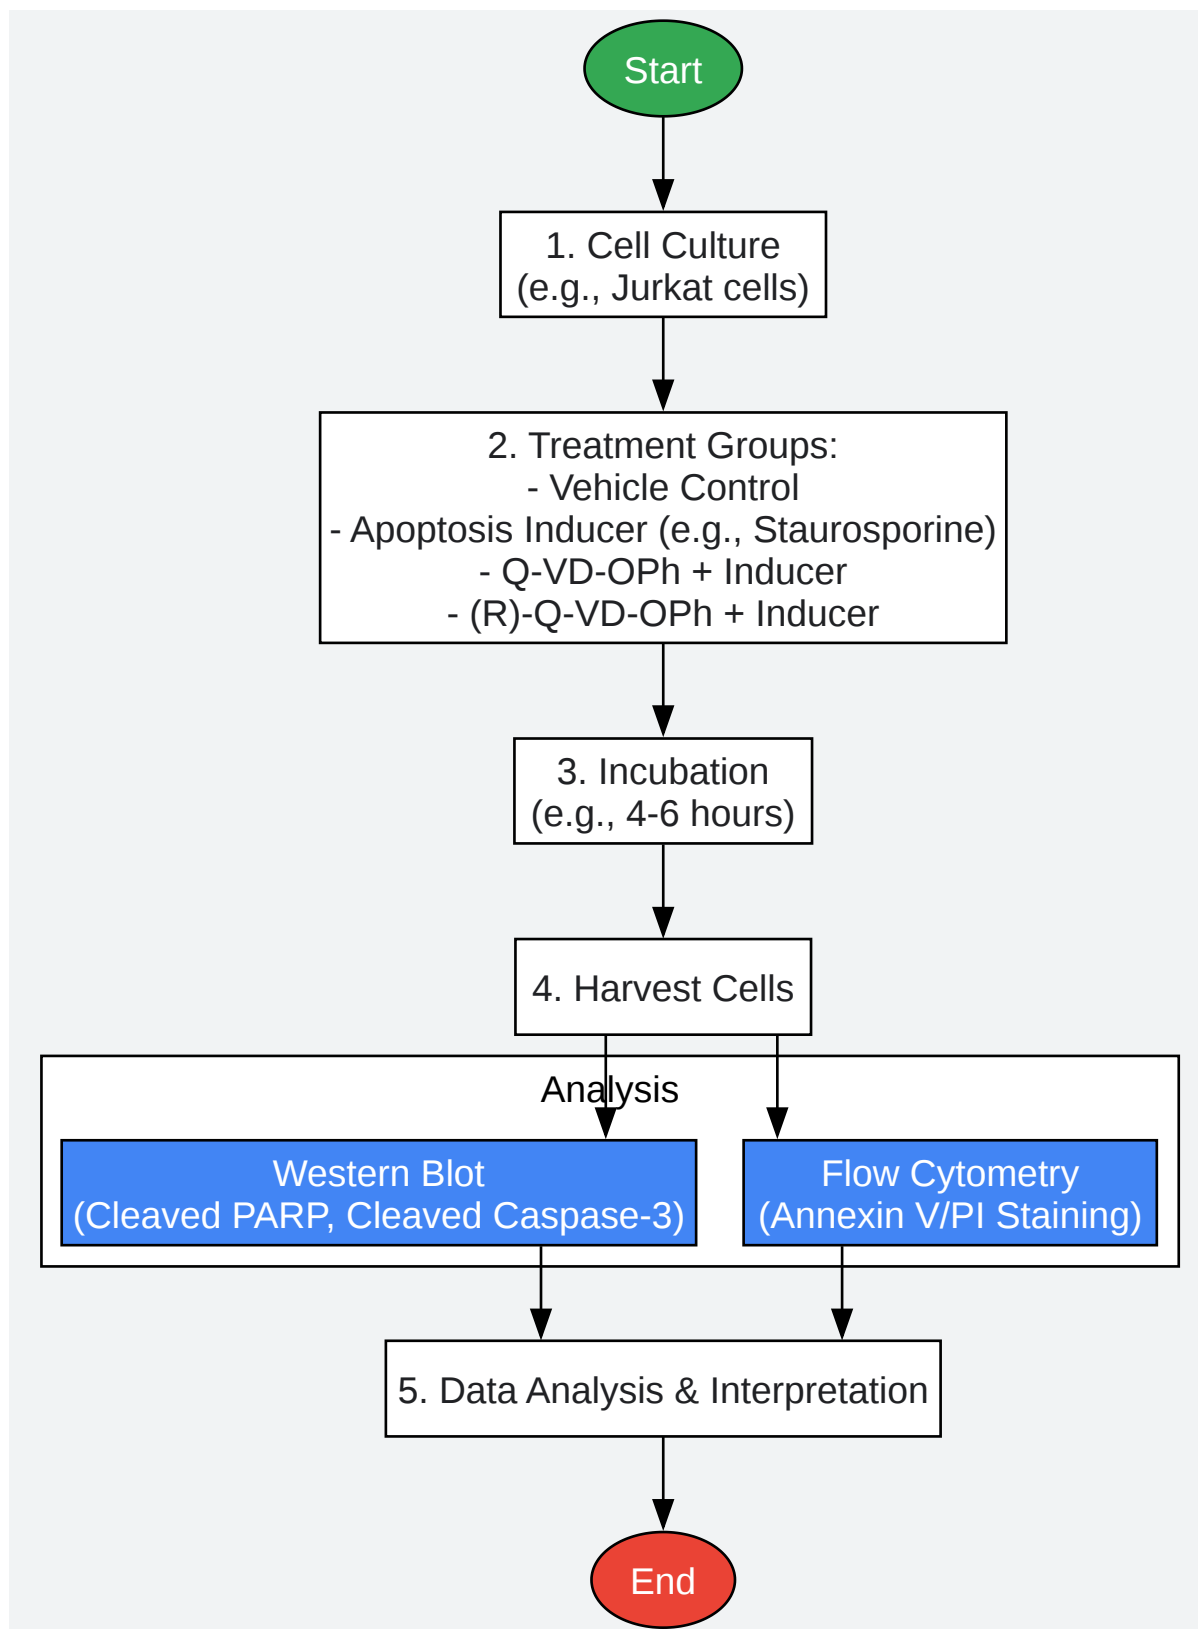 Start
1. Cell Culture
(e.g., Jurkat cells)
2. Treatment Groups:
- Vehicle Control
- Apoptosis Inducer (e.g., Staurosporine)
- Q-VD-OPh + Inducer
- (R)-Q-VD-OPh + Inducer
3. Incubation
(e.g., 4-6 hours)
4. Harvest Cells
Analysis
Western Blot
(Cleaved PARP, Cleaved Caspase-3)
Flow Cytometry
(Annexin V/PI Staining)
5. Data Analysis & Interpretation
End